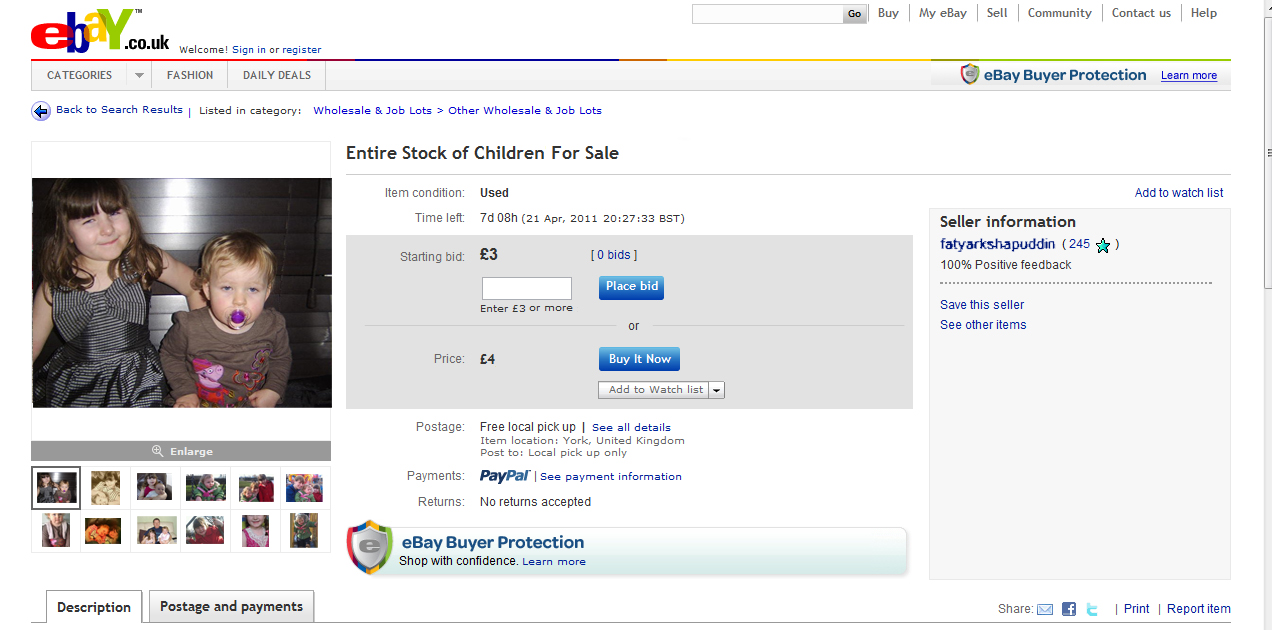 ebaY™.co.uk
Welcome! Sign in or register
Go
Buy
My eBay
Sell
Community
Contact us
Help
CATEGORIES
FASHION
DAILY DEALS
eBay Buyer Protection Learn more
Back to Search Results | Listed in category: Wholesale & Job Lots > Other Wholesale & Job Lots
Entire Stock of Children For Sale
Item condition: Used
Time left: 7d 08h (21 Apr, 2011 20:27:33 BST)
Starting bid: £3 [ 0 bids ]
Place bid
Enter £3 or more
or
Price: £4
Buy It Now
Add to Watch list
Postage: Free local pick up | See all details
Item location: York, United Kingdom
Post to: Local pick up only
Payments: PayPal | See payment information
Returns: No returns accepted
e
eBay Buyer Protection
Shop with confidence. Learn more
Add to watch list
Seller information
fatyarkshapuddin ( 245 )
100% Positive feedback
Save this seller
See other items
Enlarge
Description
Postage and payments
Share: | Print | Report item